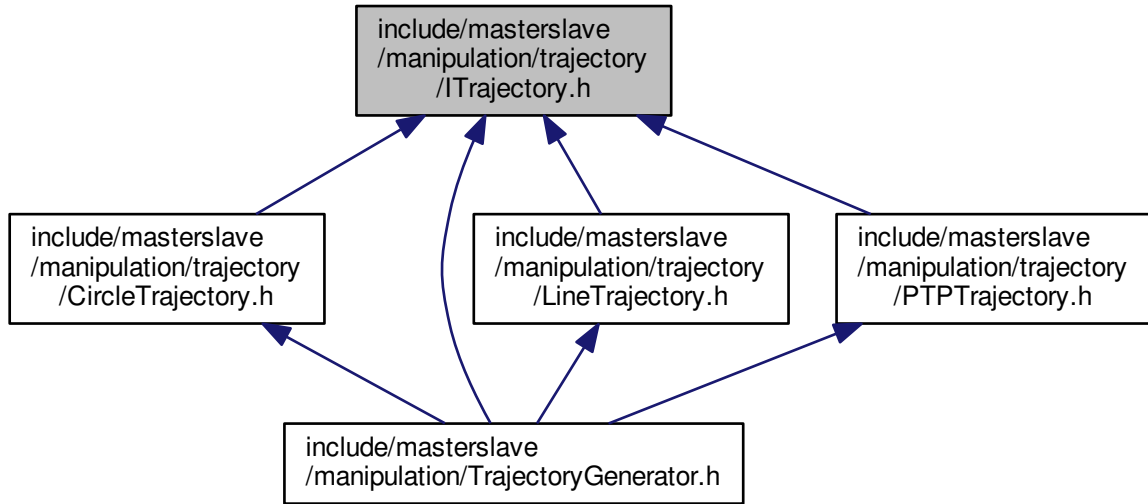 include/masterslave
/manipulation/trajectory
/ITrajectory.h
include/masterslave
/manipulation/trajectory
/CircleTrajectory.h
include/masterslave
/manipulation/trajectory
/LineTrajectory.h
include/masterslave
/manipulation/trajectory
/PTPTrajectory.h
include/masterslave
/manipulation/TrajectoryGenerator.h